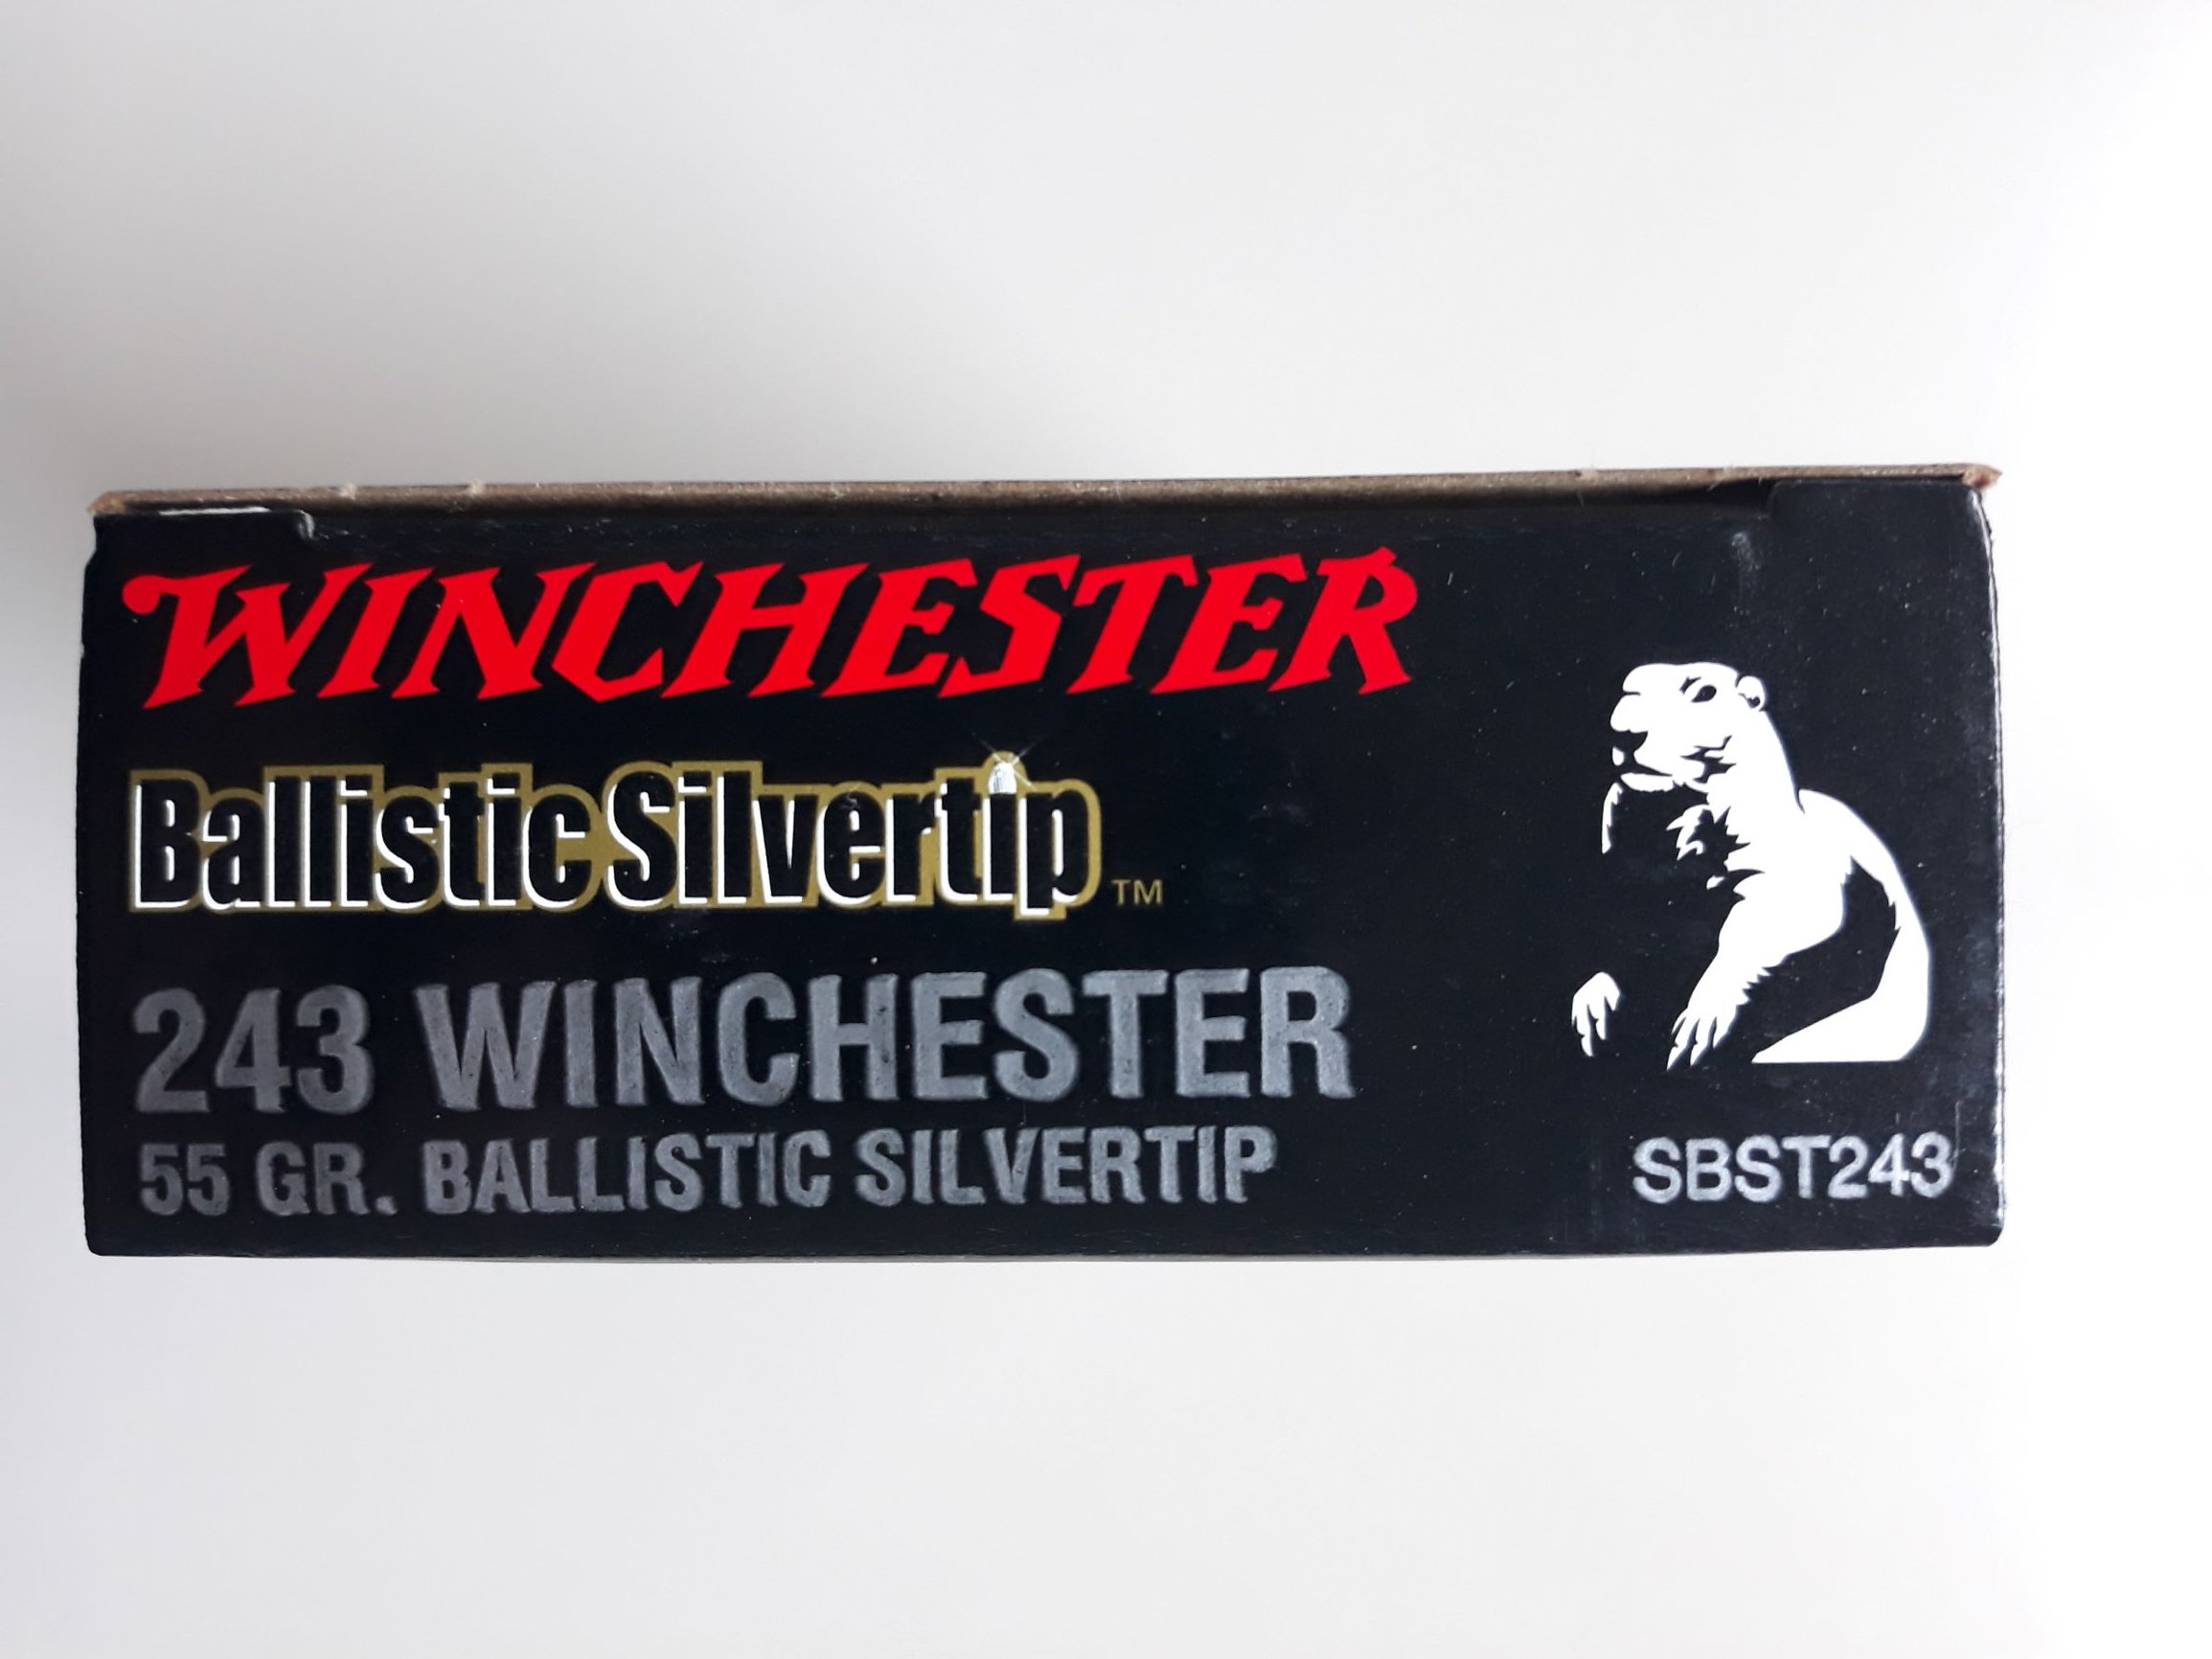 WINCHESTER
Ballistic Silvertip™
243 WINCHESTER
55 GR. BALLISTIC SILVERTIP
SBST243